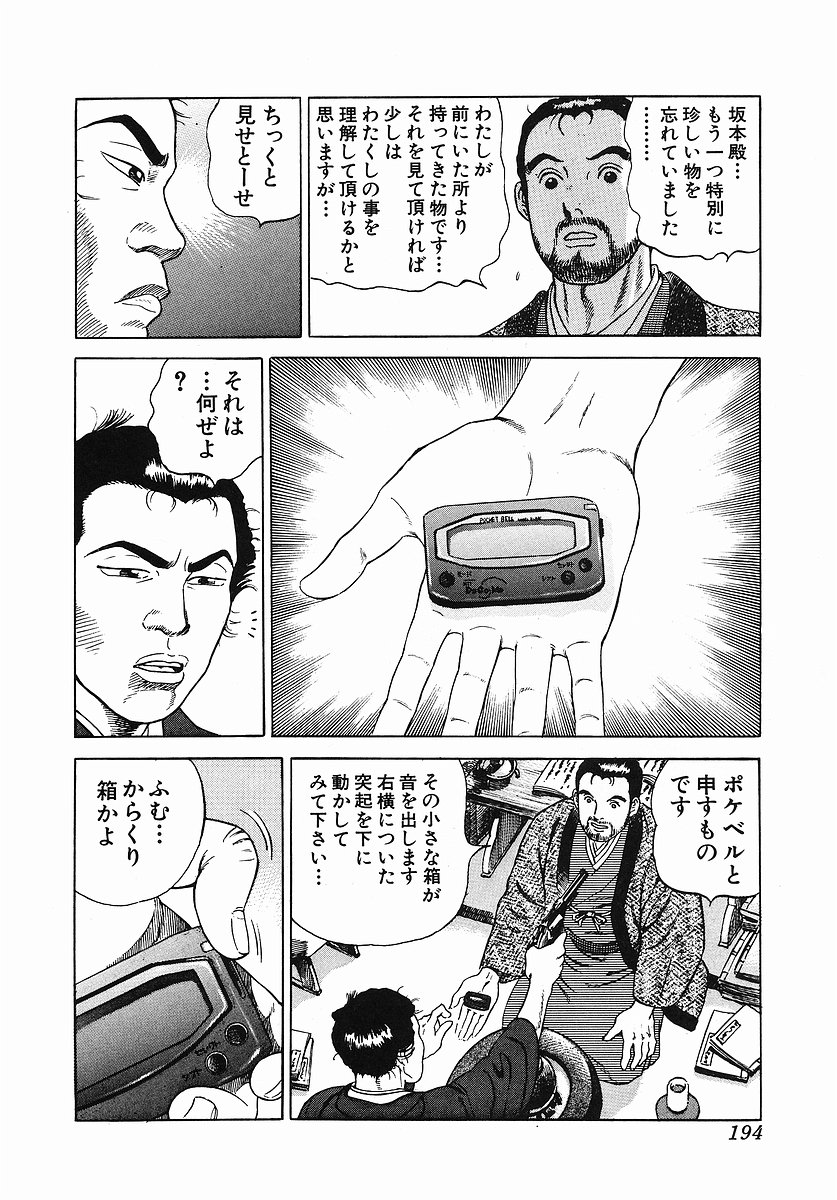 坂本殿…
もう一つ特別に
珍しい物を
忘れていました
………
わたしが
前にいた所より
持ってきた物です…
それを見て頂ければ
少しは
わたくしの事を
理解して頂けるかと
思いますが…
ちっくと
見せとーせ
POCKET BELL
DoCoMo
それは
…何ぜよ
?
ポケベルと
申すもの
です
その小さな箱が
音を出します
右横についた
突起を下に
動かして
みて下さい…
ふむ…
からくり
箱かよ
194